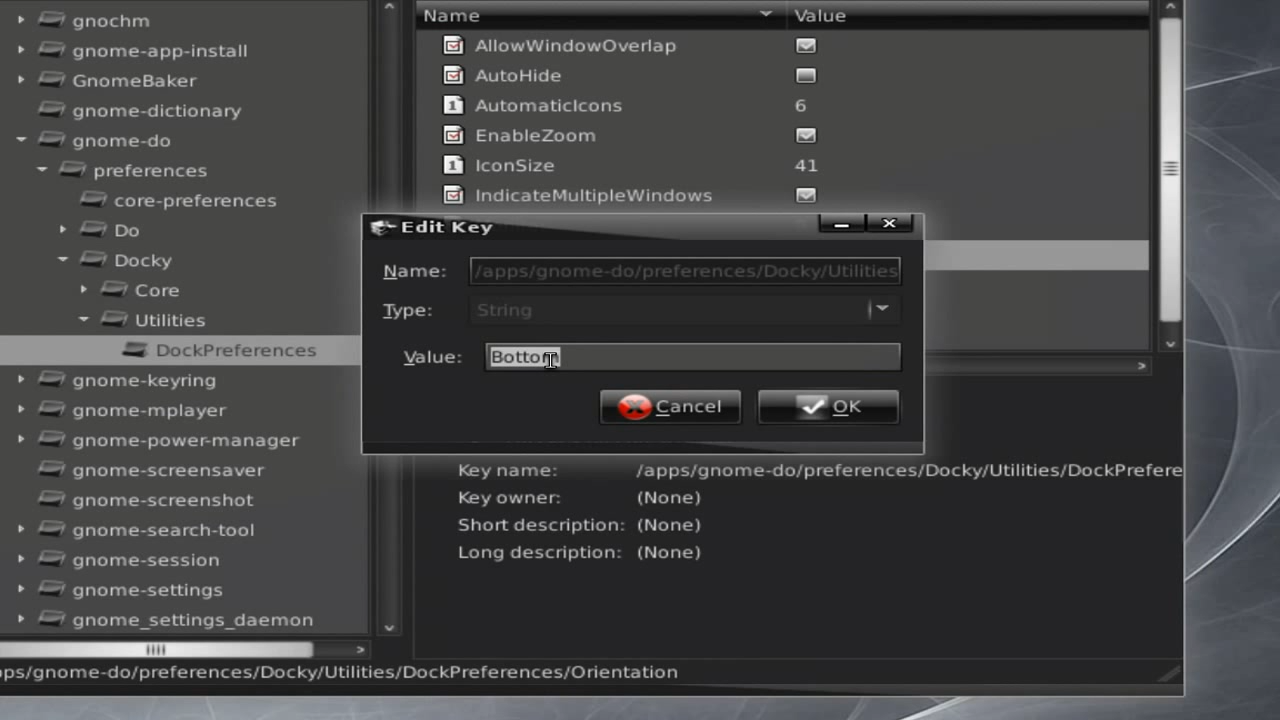 gnochm
gnome-app-install
GnomeBaker
gnome-dictionary
gnome-do
preferences
core-preferences
Do
Docky
Core
Utilities
DockPreferences
gnome-keyring
gnome-mplayer
gnome-power-manager
gnome-screensaver
gnome-screenshot
gnome-search-tool
gnome-session
gnome-settings
gnome_settings_daemon
Name Value
AllowWindowOverlap
AutoHide
AutomaticIcons 6
EnableZoom
IconSize 41
IndicateMultipleWindows
Edit Key
Name: /apps/gnome-do/preferences/Docky/Utilities
Type: String
Value: Bottom
Cancel OK
Key name: /apps/gnome-do/preferences/Docky/Utilities/DockPrefere
Key owner: (None)
Short description: (None)
Long description: (None)
ps/gnome-do/preferences/Docky/Utilities/DockPreferences/Orientation